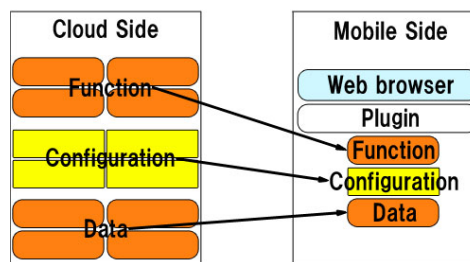 Cloud Side
Function
Configuration
Data
Mobile Side
Web browser
Plugin
Function
Configuration
Data